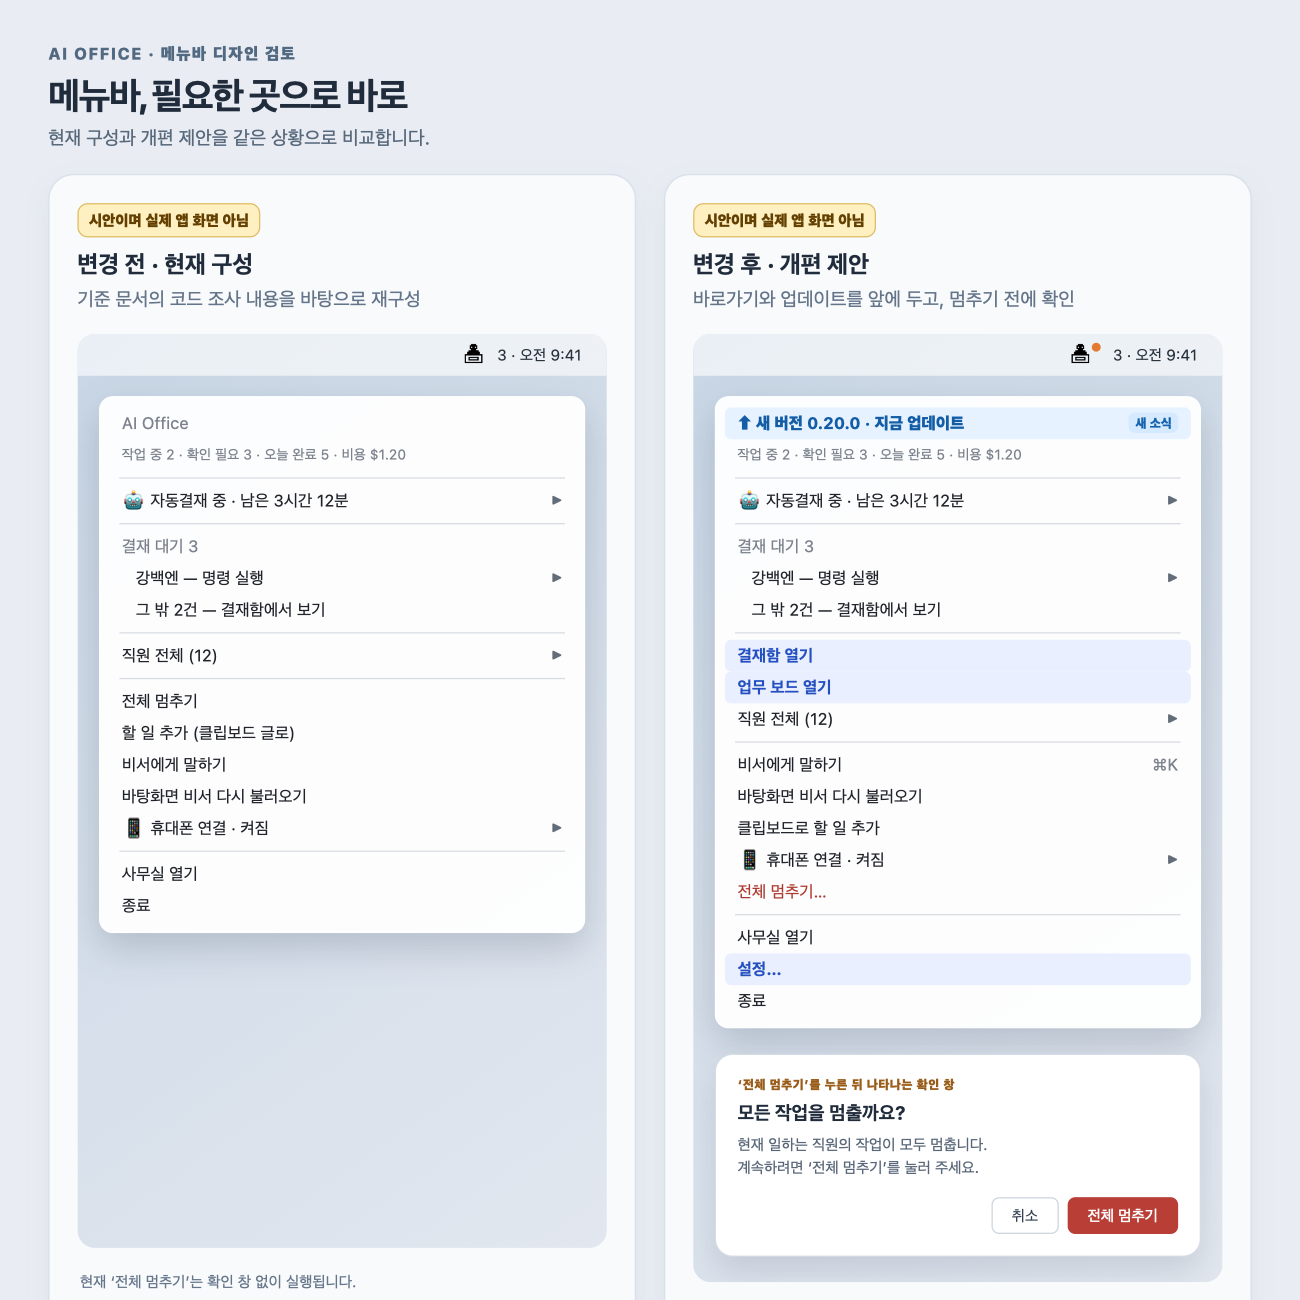 AI OFFICE · 메뉴바 디자인 검토
메뉴바, 필요한 곳으로 바로
현재 구성과 개편 제안을 같은 상황으로 비교합니다.
시안이며 실제 앱 화면 아님
변경 전 · 현재 구성
기준 문서의 코드 조사 내용을 바탕으로 재구성
3 · 오전 9:41
AI Office
작업 중 2 · 확인 필요 3 · 오늘 완료 5 · 비용 $1.20
자동결재 중 · 남은 3시간 12분
결재 대기 3
강백엔 — 명령 실행
그 밖 2건 — 결재함에서 보기
직원 전체 (12)
전체 멈추기
할 일 추가 (클립보드 글로)
비서에게 말하기
바탕화면 비서 다시 불러오기
휴대폰 연결 · 켜짐
사무실 열기
종료
현재 ‘전체 멈추기’는 확인 창 없이 실행됩니다.
시안이며 실제 앱 화면 아님
변경 후 · 개편 제안
바로가기와 업데이트를 앞에 두고, 멈추기 전에 확인
3 · 오전 9:41
⬆ 새 버전 0.20.0 · 지금 업데이트 새 소식
작업 중 2 · 확인 필요 3 · 오늘 완료 5 · 비용 $1.20
자동결재 중 · 남은 3시간 12분
결재 대기 3
강백엔 — 명령 실행
그 밖 2건 — 결재함에서 보기
결재함 열기
업무 보드 열기
직원 전체 (12)
비서에게 말하기 ⌘K
바탕화면 비서 다시 불러오기
클립보드로 할 일 추가
휴대폰 연결 · 켜짐
전체 멈추기...
사무실 열기
설정...
종료
‘전체 멈추기’를 누른 뒤 나타나는 확인 창
모든 작업을 멈출까요?
현재 일하는 직원의 작업이 모두 멈춥니다.
계속하려면 ‘전체 멈추기’를 눌러 주세요.
취소 전체 멈추기